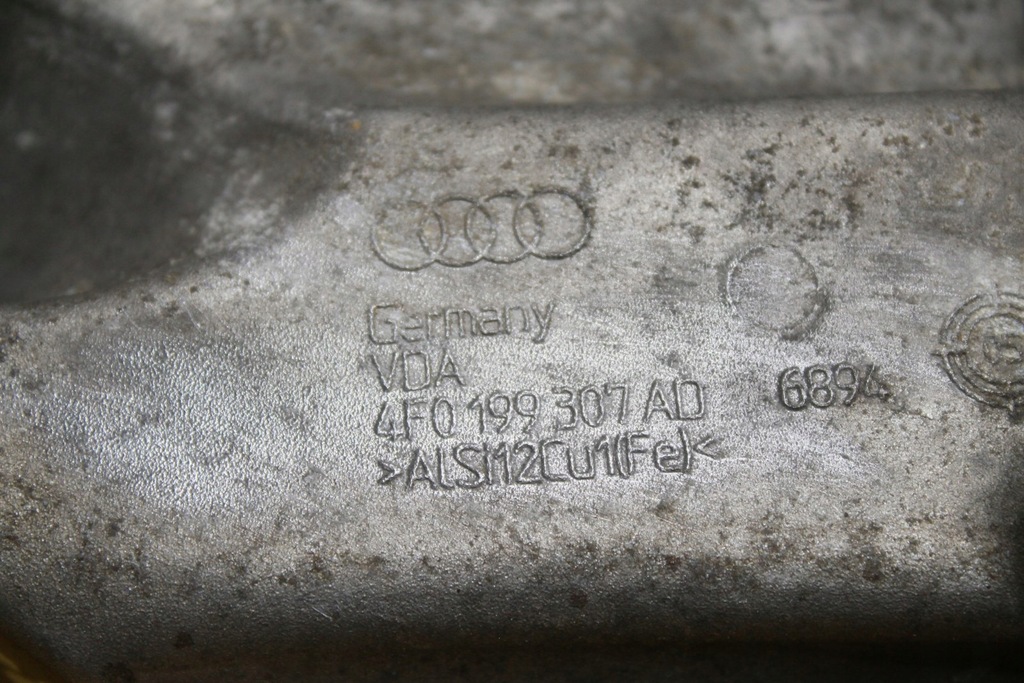 Germany
VDA
4F0 199 307 AD 6894
>AlSi12Cu1(Fe)<